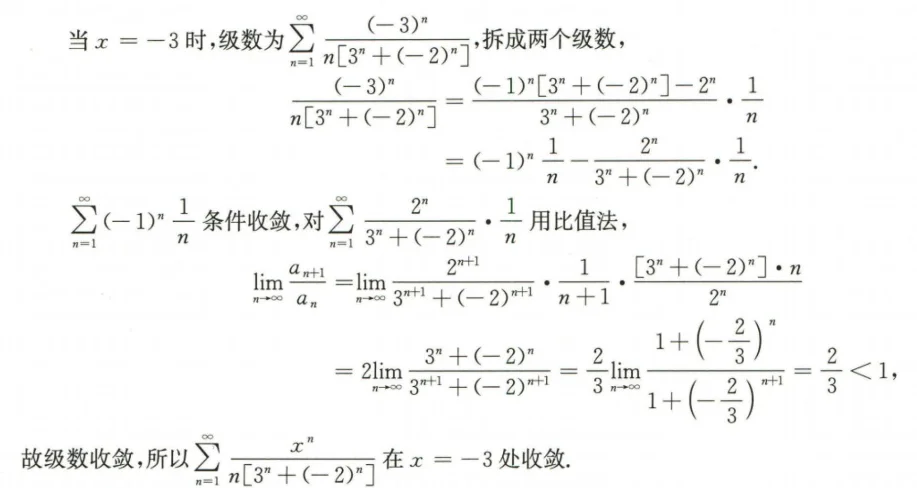 当 x = −3 时,级数为 $\sum_{n=1}^{\infty} \frac{(-3)^n}{n[3^n+(-2)^n]}$,拆成两个级数,
$\frac{(-3)^n}{n[3^n+(-2)^n]} = \frac{(-1)^n[3^n+(-2)^n]-2^n}{3^n+(-2)^n} \cdot \frac{1}{n}$
$= (-1)^n \frac{1}{n} - \frac{2^n}{3^n+(-2)^n} \cdot \frac{1}{n}.$
$\sum_{n=1}^{\infty} (-1)^n \frac{1}{n}$ 条件收敛,对 $\sum_{n=1}^{\infty} \frac{2^n}{3^n+(-2)^n} \cdot \frac{1}{n}$ 用比值法,
$\lim_{n \to \infty} \frac{a_{n+1}}{a_n} = \lim_{n \to \infty} \frac{2^{n+1}}{3^{n+1}+(-2)^{n+1}} \cdot \frac{1}{n+1} \cdot \frac{[3^n+(-2)^n] \cdot n}{2^n}$
$= 2\lim_{n \to \infty} \frac{3^n+(-2)^n}{3^{n+1}+(-2)^{n+1}} = \frac{2}{3} \lim_{n \to \infty} \frac{1+\left(-\frac{2}{3}\right)^n}{1+\left(-\frac{2}{3}\right)^{n+1}} = \frac{2}{3} < 1,$
故级数收敛,所以 $\sum_{n=1}^{\infty} \frac{x^n}{n[3^n+(-2)^n]}$ 在 x = −3 处收敛.